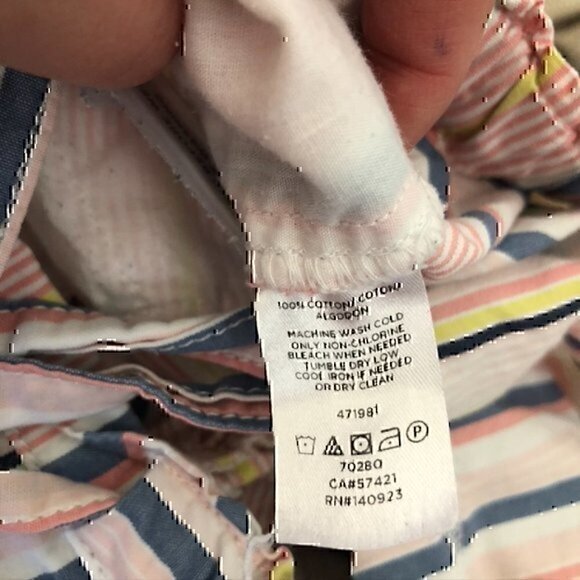 100% COTTON/ COTON/
ALGODON
MACHINE WASH COLD
ONLY NON-CHLORINE
BLEACH WHEN NEEDED
TUMBLE DRY LOW
COOL IRON IF NEEDED
OR DRY CLEAN
471981
P
70280
CA#57421
RN#140923